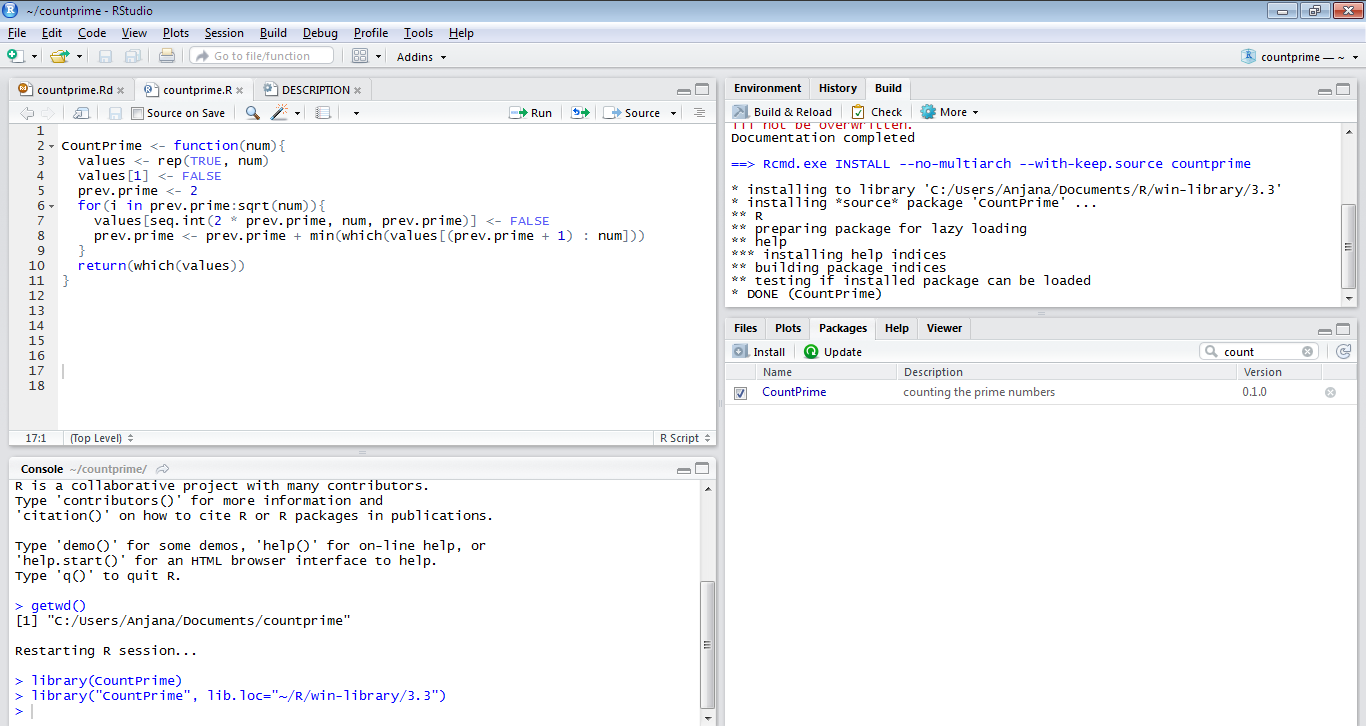 ~/countprime - RStudio
File Edit Code View Plots Session Build Debug Profile Tools Help
Go to file/function Addins countprime — ~
countprime.Rd countprime.R DESCRIPTION
Source on Save Run Source
1
2 CountPrime <- function(num){
3 values <- rep(TRUE, num)
4 values[1] <- FALSE
5 prev.prime <- 2
6 for(i in prev.prime:sqrt(num)){
7 values[seq.int(2 * prev.prime, num, prev.prime)] <- FALSE
8 prev.prime <- prev.prime + min(which(values[(prev.prime + 1) : num]))
9 }
10 return(which(values))
11 }
12
13
14
15
16
17
18
17:1 (Top Level) R Script
Console ~/countprime/
R is a collaborative project with many contributors.
Type 'contributors()' for more information and
'citation()' on how to cite R or R packages in publications.
Type 'demo()' for some demos, 'help()' for on-line help, or
'help.start()' for an HTML browser interface to help.
Type 'q()' to quit R.
> getwd()
[1] "C:/Users/Anjana/Documents/countprime"
Restarting R session...
> library(CountPrime)
> library("CountPrime", lib.loc="~/R/win-library/3.3")
>
Environment History Build
Build & Reload Check More
not be overwritten.
Documentation completed
==> Rcmd.exe INSTALL --no-multiarch --with-keep.source countprime
* installing to library 'C:/Users/Anjana/Documents/R/win-library/3.3'
* installing *source* package 'CountPrime' ...
** R
** preparing package for lazy loading
** help
*** installing help indices
** building package indices
** testing if installed package can be loaded
* DONE (CountPrime)
Files Plots Packages Help Viewer
Install Update count
Name Description Version
CountPrime counting the prime numbers 0.1.0